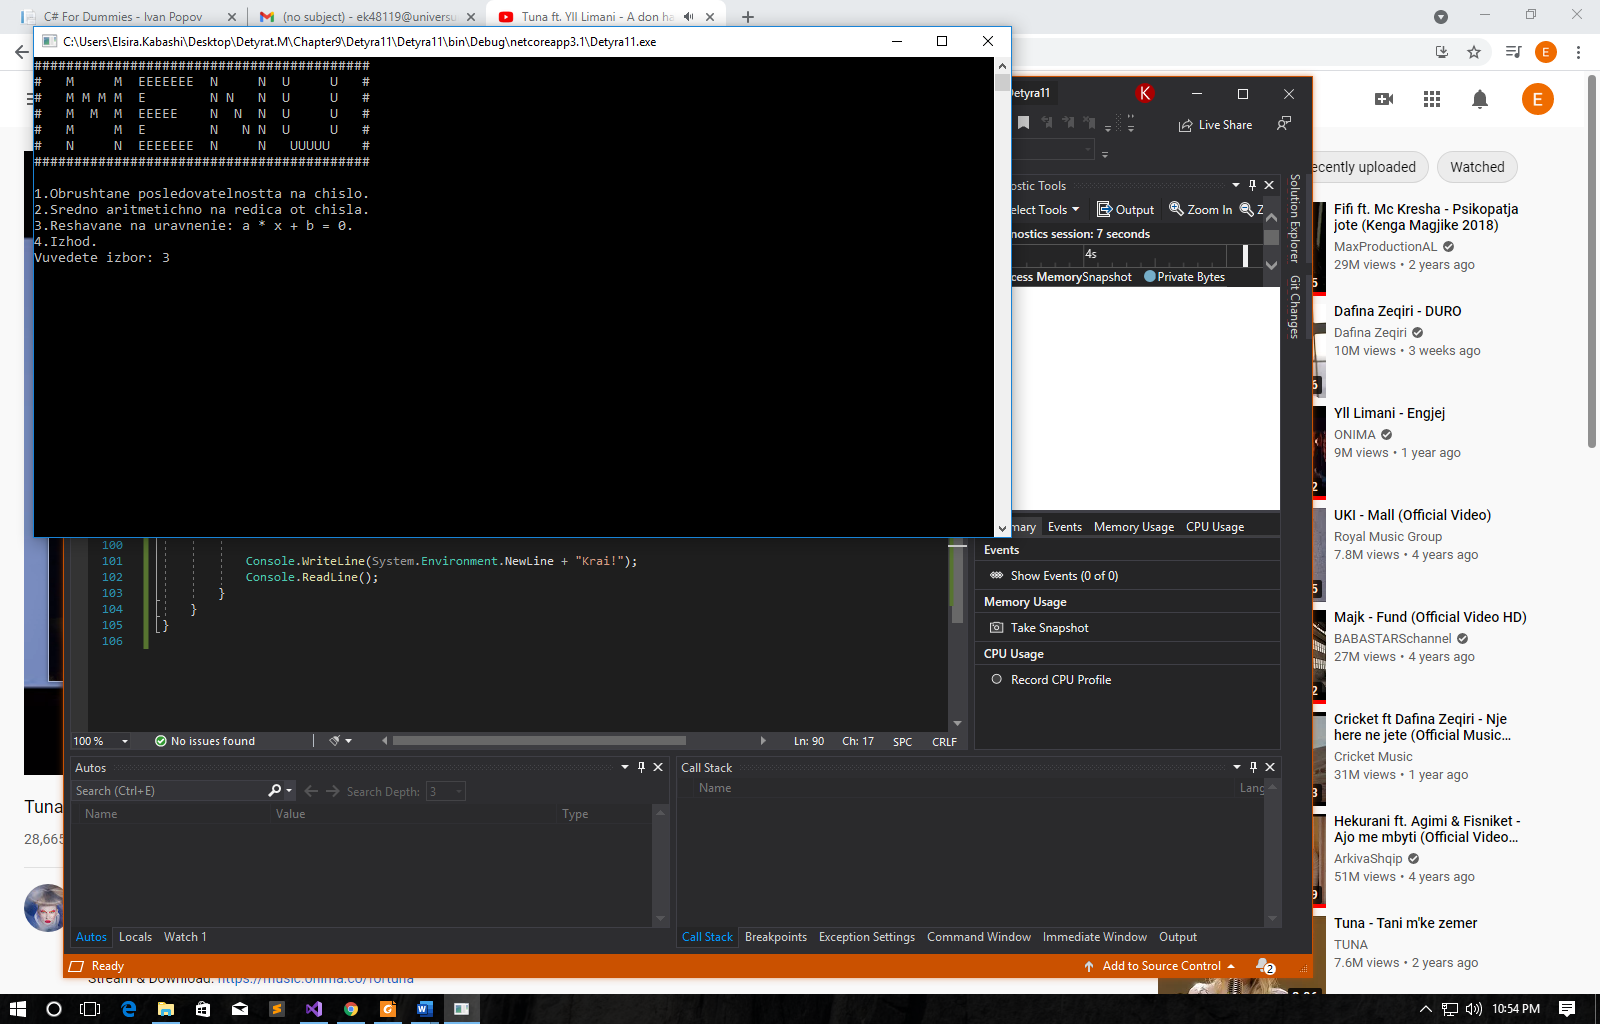 C# For Dummies - Ivan Popov
(no subject) - ek48119@universu
Tuna ft. Yll Limani - A don ha
C:\Users\Elsira.Kabashi\Desktop\Detyrat.M\Chapter9\Detyra11\Detyra11\bin\Debug\netcoreapp3.1\Detyra11.exe
E
##########################################
#   M     M  EEEEEEE  N     N  U     U   #
#   M M M M  E        N N   N  U     U   #
#   M  M  M  EEEEE    N  N  N  U     U   #
#   M     M  E        N   N N  U     U   #
#   N     N  EEEEEEE  N     N   UUUUU    #
##########################################
1.Obrushtane posledovatelnostta na chislo.
2.Sredno aritmetichno na redica ot chisla.
3.Reshavane na uravnenie: a * x + b = 0.
4.Izhod.
Vuvedete izbor: 3
Detyra11
K
Live Share
E
ecently uploaded
Watched
ostic Tools
elect Tools
Output
Zoom In
Z
nostics session: 7 seconds
4s
cess Memory
Snapshot
Private Bytes
Solution Explorer
Git Changes
mary
Events
Memory Usage
CPU Usage
Events
Show Events (0 of 0)
Memory Usage
Take Snapshot
CPU Usage
Record CPU Profile
100
101 Console.WriteLine(System.Environment.NewLine + "Krai!");
102 Console.ReadLine();
103 }
104 }
105 }
106
100 %
No issues found
Ln: 90
Ch: 17
SPC
CRLF
Autos
Search (Ctrl+E)
Search Depth:
3
Name
Value
Type
Autos
Locals
Watch 1
Call Stack
Name
Lang
Call Stack
Breakpoints
Exception Settings
Command Window
Immediate Window
Output
Ready
Add to Source Control
2
Tuna
28,665
Stream & Download: https://music.onima.co/fortuna
Fifi ft. Mc Kresha - Psikopatja
jote (Kenga Magjike 2018)
MaxProductionAL
29M views • 2 years ago
Dafina Zeqiri - DURO
Dafina Zeqiri
10M views • 3 weeks ago
Yll Limani - Engjej
ONIMA
9M views • 1 year ago
UKI - Mall (Official Video)
Royal Music Group
7.8M views • 4 years ago
Majk - Fund (Official Video HD)
BABASTARSchannel
27M views • 4 years ago
Cricket ft Dafina Zeqiri - Nje
here ne jete (Official Music...
Cricket Music
31M views • 1 year ago
Hekurani ft. Agimi & Fisniket -
Ajo me mbyti (Official Video...
ArkivaShqip
51M views • 4 years ago
Tuna - Tani m'ke zemer
TUNA
7.6M views • 2 years ago
10:54 PM